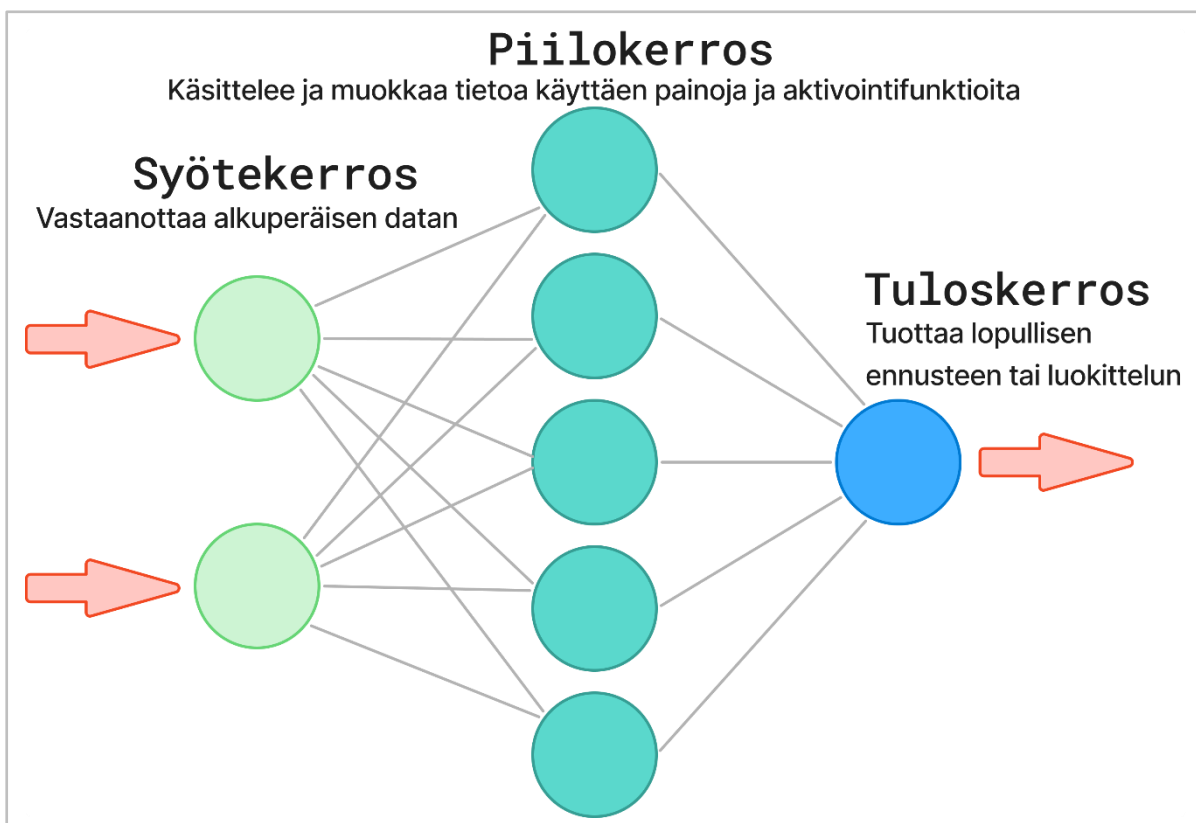 Piilokerros
Käsittelee ja muokkaa tietoa käyttäen painoja ja aktivointifunktioita
Syötekerros
Vastaanottaa alkuperäisen datan
Tuloskerros
Tuottaa lopullisen
ennusteen tai luokittelun